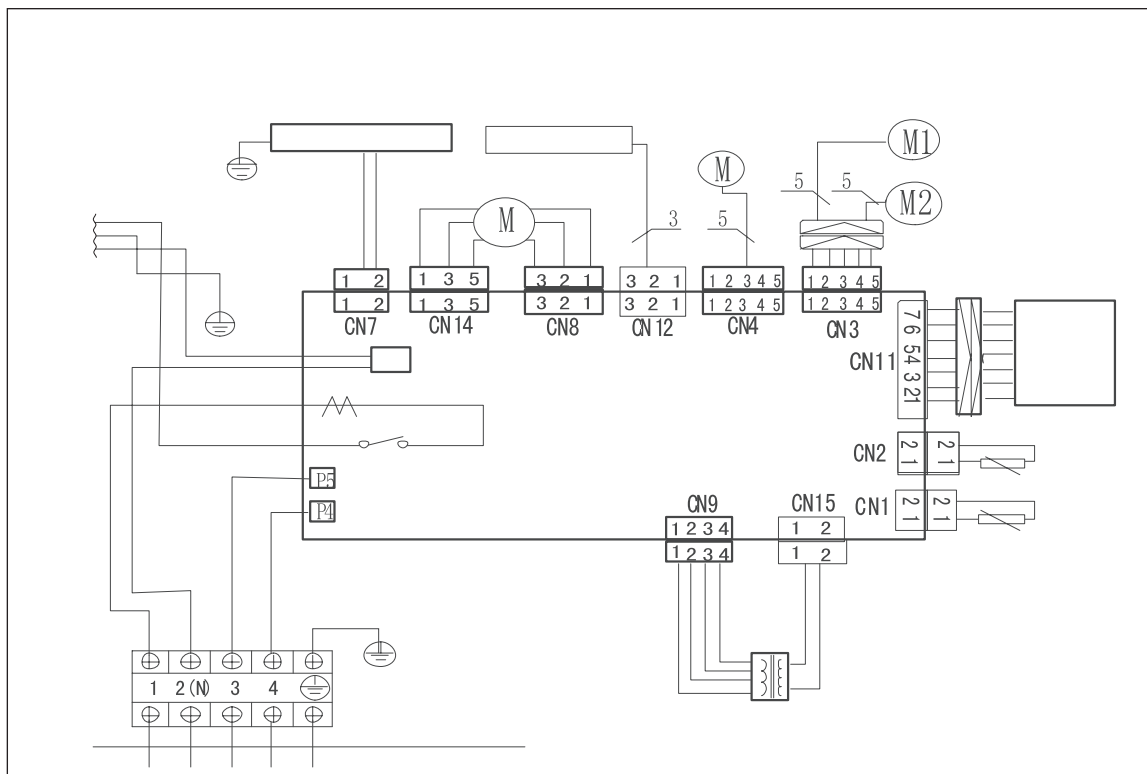 M1
M
5 5
M2
M
3
5
1 2
1 3 5
3 2 1
3 2 1
1 2 3 4 5
1 2 3 4 5
1 2
1 3 5
3 2 1
3 2 1
1 2 3 4 5
1 2 3 4 5
CN7
CN14
CN8
CN12
CN4
CN3
7 6 5 4 3 2 1
CN11
CN2
2 1
2 1
P5
P4
CN1
2 1
2 1
CN9
CN15
1 2 3 4
1 2
1 2 3 4
1 2
1 2(N) 3 4